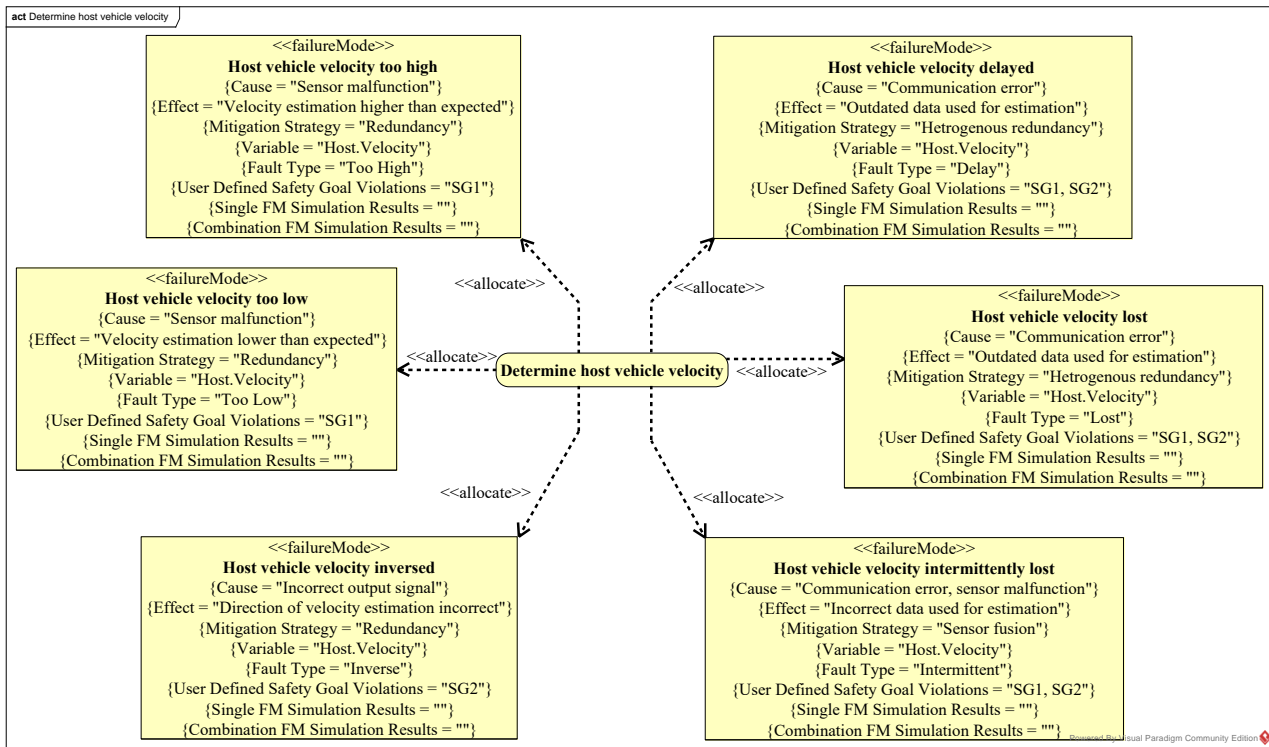 act Determine host vehicle velocity
<<failureMode>>
Host vehicle velocity too high
{Cause = "Sensor malfunction"}
{Effect = "Velocity estimation higher than expected"}
{Mitigation Strategy = "Redundancy"}
{Variable = "Host.Velocity"}
{Fault Type = "Too High"}
{User Defined Safety Goal Violations = "SG1"}
{Single FM Simulation Results = ""}
{Combination FM Simulation Results = ""}
<<failureMode>>
Host vehicle velocity delayed
{Cause = "Communication error"}
{Effect = "Outdated data used for estimation"}
{Mitigation Strategy = "Hetrogenous redundancy"}
{Variable = "Host.Velocity"}
{Fault Type = "Delay"}
{User Defined Safety Goal Violations = "SG1, SG2"}
{Single FM Simulation Results = ""}
{Combination FM Simulation Results = ""}
<<allocate>>
<<allocate>>
<<failureMode>>
Host vehicle velocity too low
{Cause = "Sensor malfunction"}
{Effect = "Velocity estimation lower than expected"}
{Mitigation Strategy = "Redundancy"}
{Variable = "Host.Velocity"}
{Fault Type = "Too Low"}
{User Defined Safety Goal Violations = "SG1"}
{Single FM Simulation Results = ""}
{Combination FM Simulation Results = ""}
<<allocate>>
Determine host vehicle velocity
<<allocate>>
<<failureMode>>
Host vehicle velocity lost
{Cause = "Communication error"}
{Effect = "Outdated data used for estimation"}
{Mitigation Strategy = "Hetrogenous redundancy"}
{Variable = "Host.Velocity"}
{Fault Type = "Lost"}
{User Defined Safety Goal Violations = "SG1, SG2"}
{Single FM Simulation Results = ""}
{Combination FM Simulation Results = ""}
<<allocate>>
<<allocate>>
<<failureMode>>
Host vehicle velocity inversed
{Cause = "Incorrect output signal"}
{Effect = "Direction of velocity estimation incorrect"}
{Mitigation Strategy = "Redundancy"}
{Variable = "Host.Velocity"}
{Fault Type = "Inverse"}
{User Defined Safety Goal Violations = "SG2"}
{Single FM Simulation Results = ""}
{Combination FM Simulation Results = ""}
<<failureMode>>
Host vehicle velocity intermittently lost
{Cause = "Communication error, sensor malfunction"}
{Effect = "Incorrect data used for estimation"}
{Mitigation Strategy = "Sensor fusion"}
{Variable = "Host.Velocity"}
{Fault Type = "Intermittent"}
{User Defined Safety Goal Violations = "SG1, SG2"}
{Single FM Simulation Results = ""}
{Combination FM Simulation Results = ""}
Powered By Visual Paradigm Community Edition